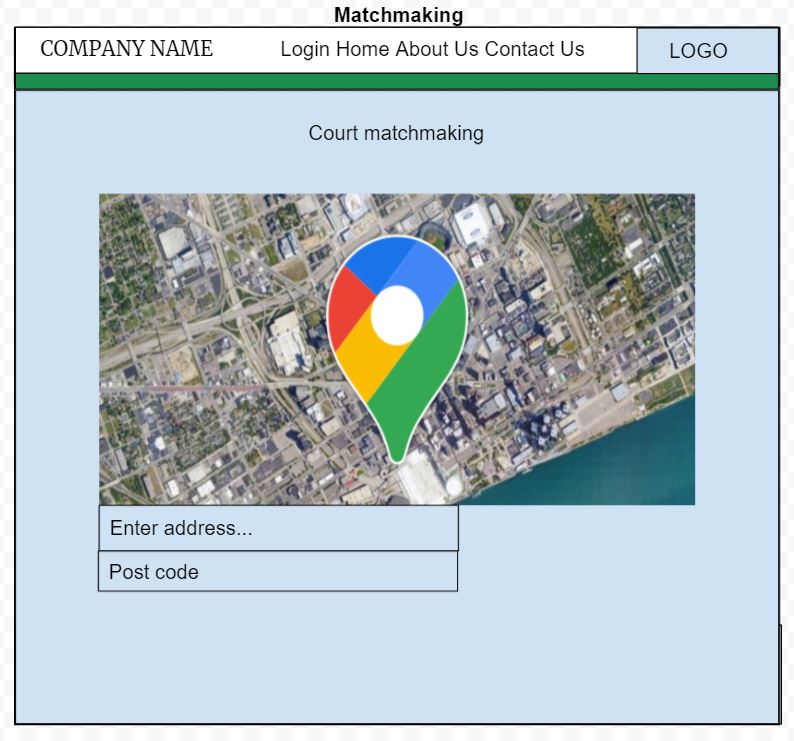 Matchmaking
COMPANY NAME Login Home About Us Contact Us LOGO
Court matchmaking
Enter address...
Post code